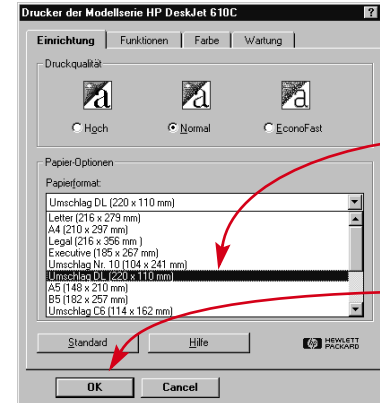 Drucker der Modellserie HP DeskJet 610C ?
Einrichtung Funktionen Farbe Wartung
Druckqualität
a a a
Hoch Normal EconoFast
Papier-Optionen
Papierformat:
Umschlag DL (220 x 110 mm)
Letter (216 x 279 mm)
A4 (210 x 297 mm)
Legal (216 x 356 mm )
Executive (185 x 267 mm)
Umschlag Nr. 10 (104 x 241 mm)
Umschlag DL (220 x 110 mm)
A5 (148 x 210 mm)
B5 (182 x 257 mm)
Umschlag C6 (114 x 162 mm)
Standard Hilfe hp HEWLETT
PACKARD
OK Cancel